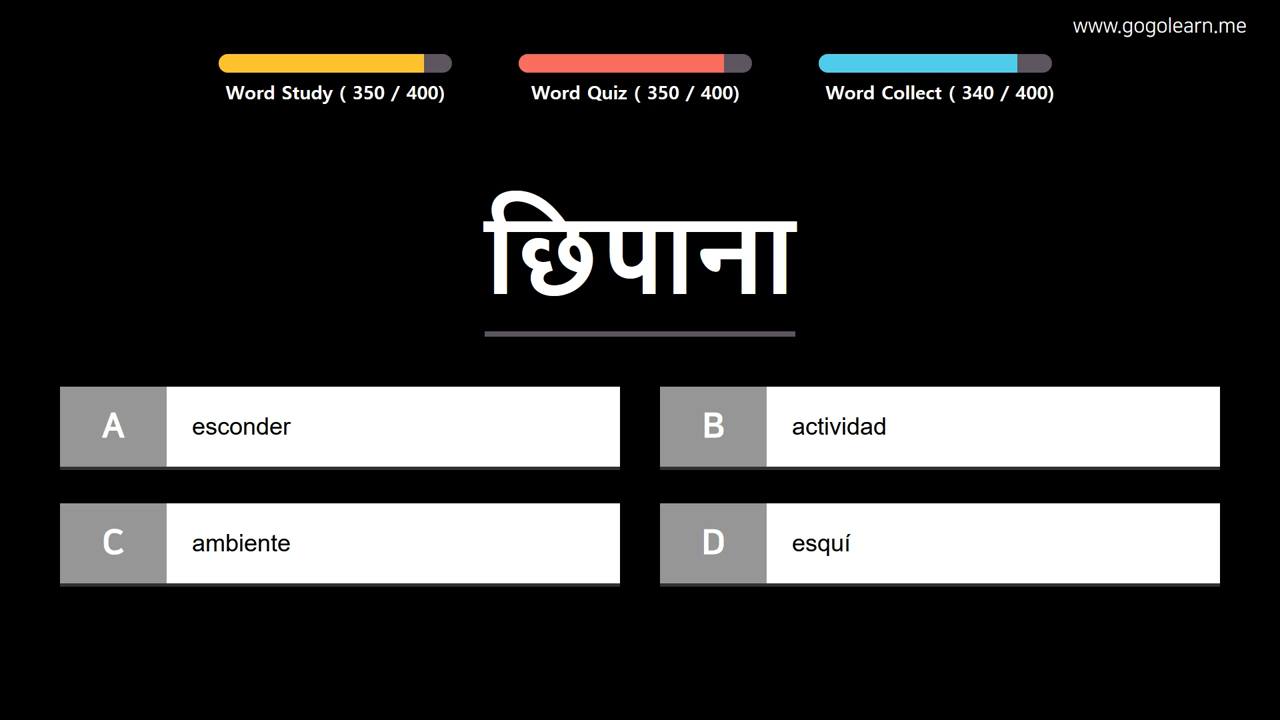 www.gogolearn.me
Word Study ( 350 / 400)
Word Quiz ( 350 / 400)
Word Collect ( 340 / 400)
छिपाना
A esconder
B actividad
C ambiente
D esquí